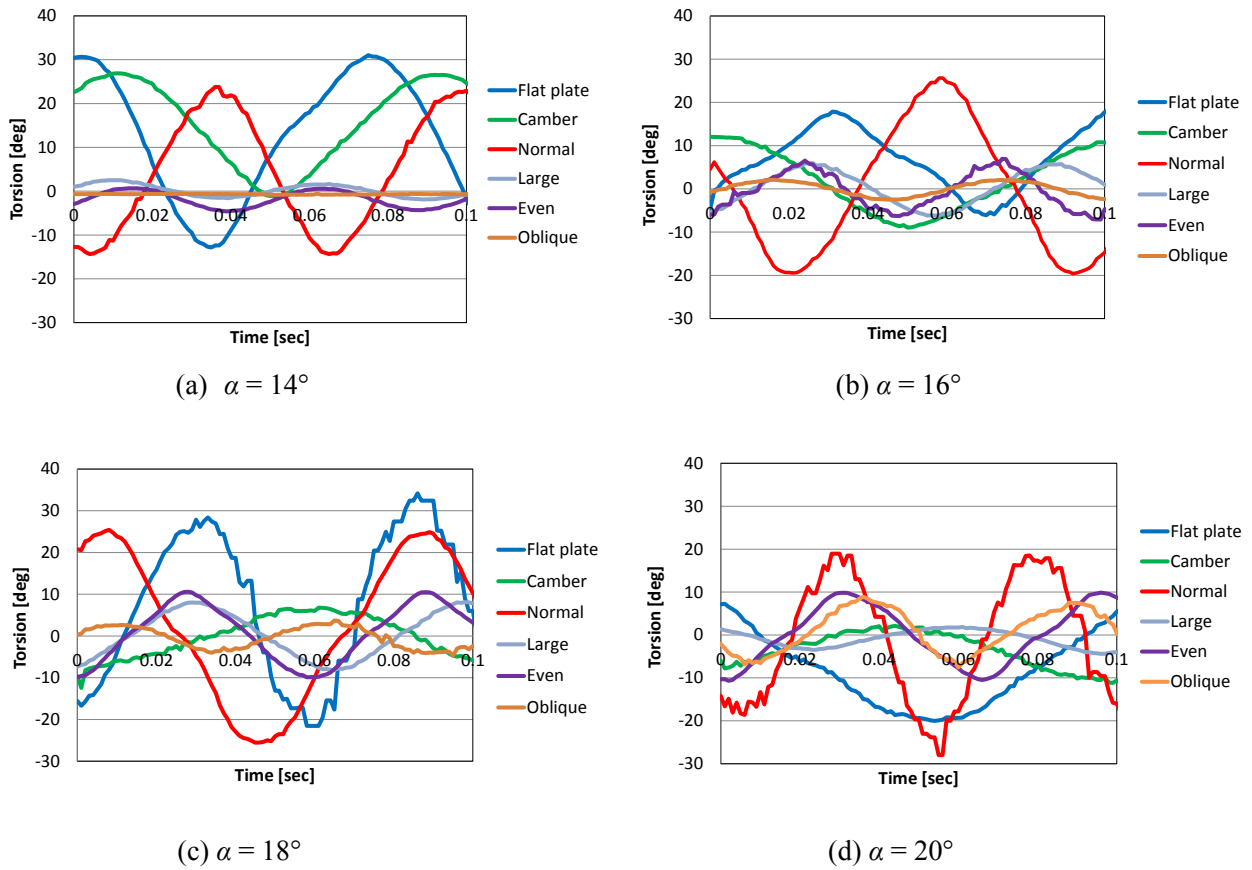 40
30
20
10
0
-10
-20
-30
0
0.02
0.04
0.06
0.08
0.1
Torsion [deg]
Time [sec]
Flat plate
Camber
Normal
Large
Even
Oblique
(a) α = 14°
40
30
20
10
0
-10
-20
-30
0
0.02
0.04
0.06
0.08
0.1
Torsion [deg]
Time [sec]
Flat plate
Camber
Normal
Large
Even
Oblique
(b) α = 16°
40
30
20
10
0
-10
-20
-30
0
0.02
0.04
0.06
0.08
0.1
Torsion [deg]
Time [sec]
Flat plate
Camber
Normal
Large
Even
Oblique
(c) α = 18°
40
30
20
10
0
-10
-20
-30
0
0.02
0.04
0.06
0.08
0.1
Torsion [deg]
Time [sec]
Flat plate
Camber
Normal
Large
Even
Oblique
(d) α = 20°